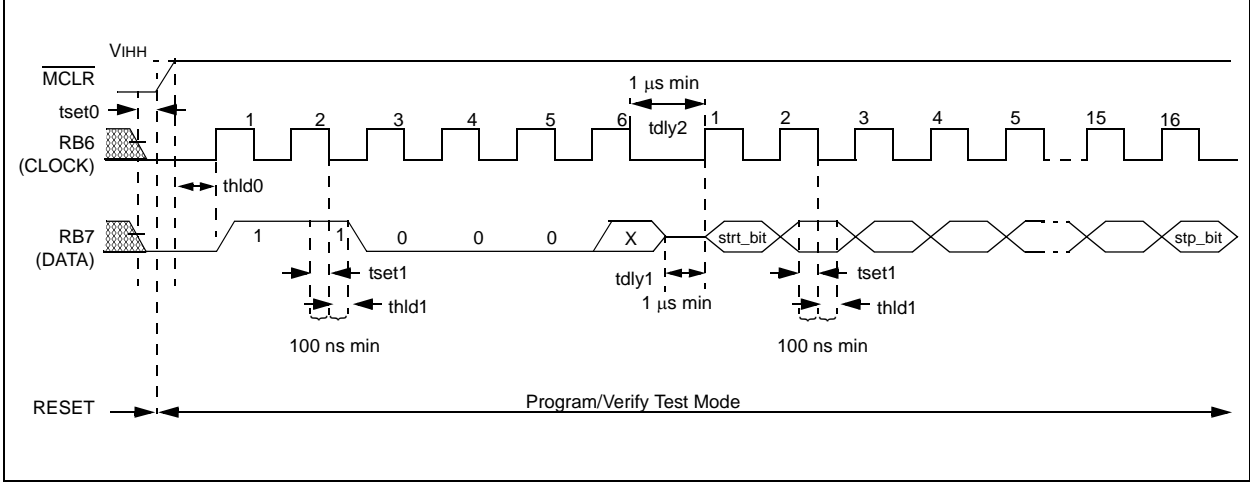 VIHH
MCLR
1 µs min
tset0
1 2 3 4 5 6 tdly2 1 2 3 4 5 15 16
RB6
(CLOCK)
thld0
RB7
(DATA)
1 1 0 0 0 X strt_bit stp_bit
tset1 tdly1 tset1
thld1 1 µs min thld1
100 ns min 100 ns min
RESET Program/Verify Test Mode